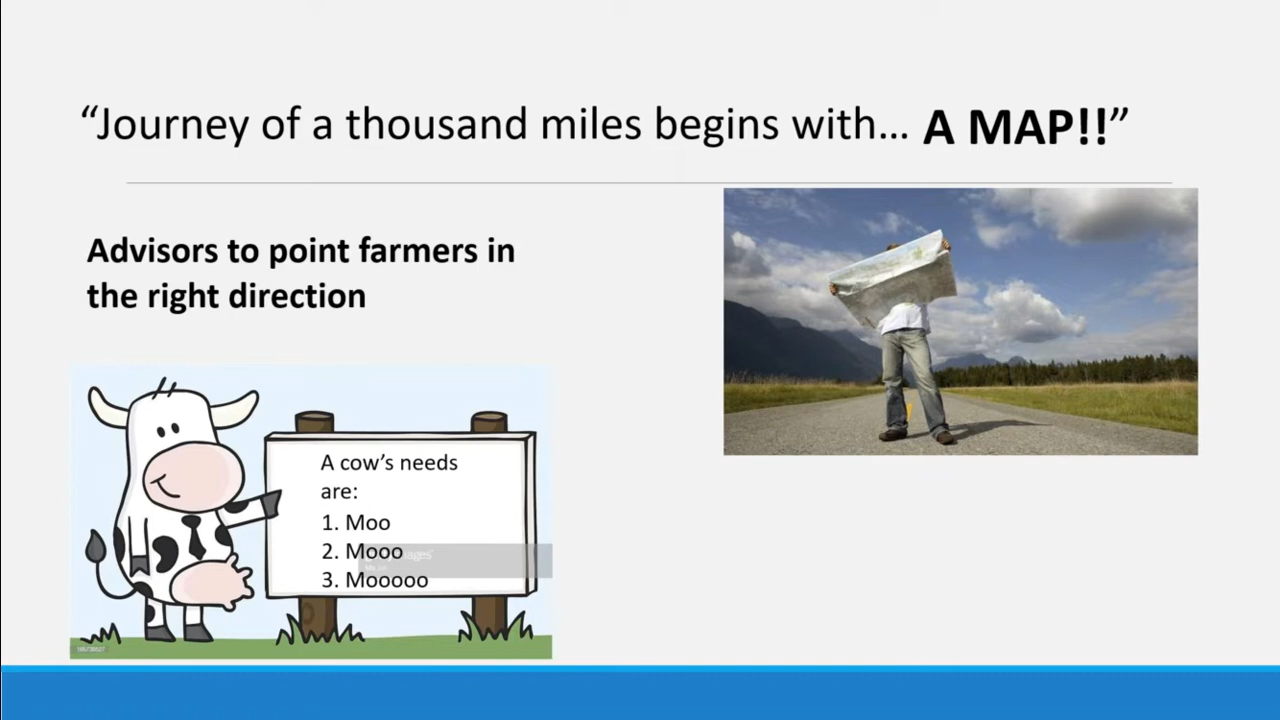 “Journey of a thousand miles begins with... A MAP!!”
Advisors to point farmers in
the right direction
A cow’s needs
are:
1. Moo
2. Mooo
3. Mooooo